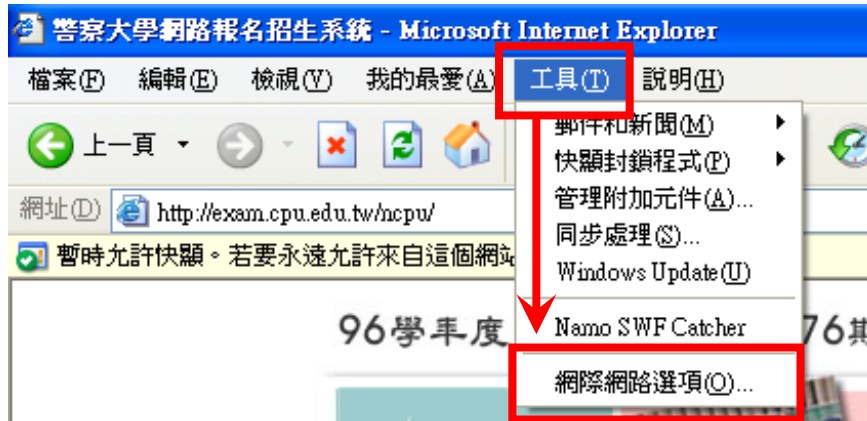 警察大學網路報名招生系統 - Microsoft Internet Explorer
檔案(F) 編輯(E) 檢視(V) 我的最愛(A) 工具(T) 說明(H)
上一頁
郵件和新聞(M)
快顯封鎖程式(P)
管理附加元件(A)...
同步處理(S)...
Windows Update(U)
Namo SWF Catcher
網際網路選項(O)...
網址(D) http://exam.cpu.edu.tw/ncpu/
暫時允許快顯。若要永遠允許來自這個網站
96學年度 76期